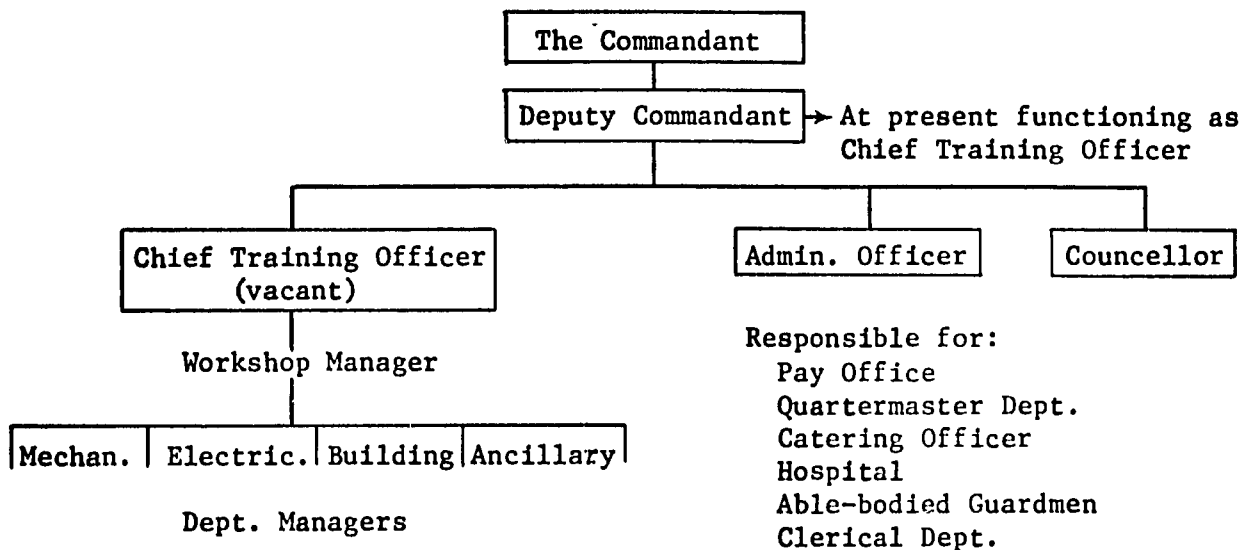 The Commandant
Deputy Commandant
At present functioning as
Chief Training Officer
Chief Training Officer
(vacant)
Admin. Officer
Councellor
Workshop Manager
Mechan.
Electric.
Building
Ancillary
Dept. Managers
Responsible for:
Pay Office
Quartermaster Dept.
Catering Officer
Hospital
Able-bodied Guardmen
Clerical Dept.